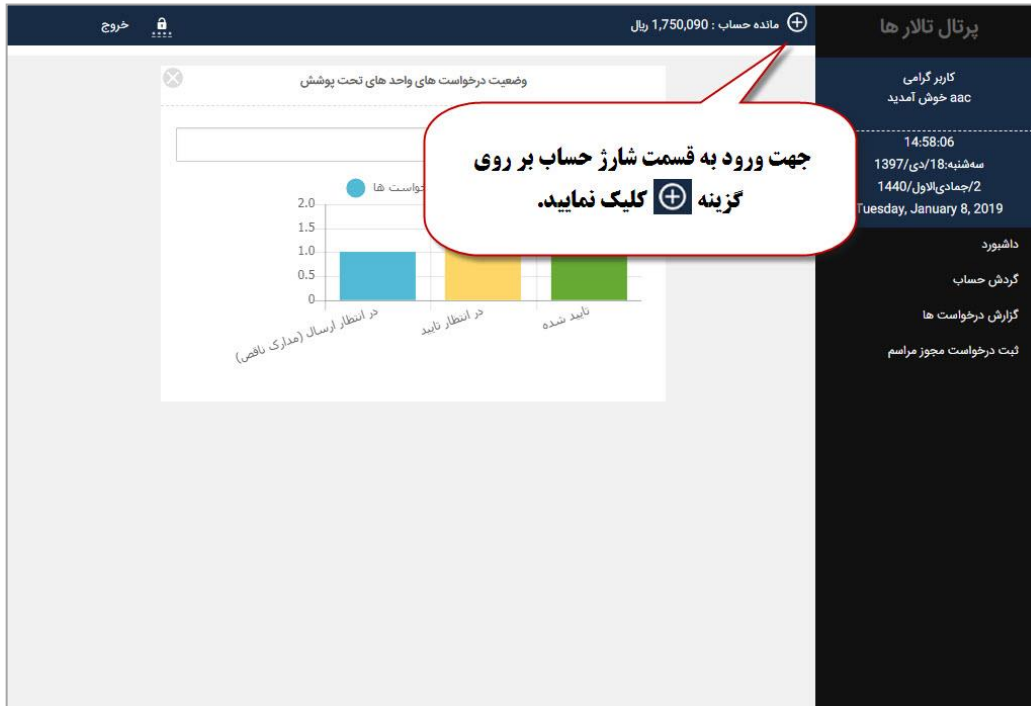 پرتال تالار ها
مانده حساب : 1,750,090 ریال
خروج
کاربر گرامی
aac خوش آمدید
14:58:06
سه‌شنبه:18/دی/1397
2/جمادی‌الاول/1440
Tuesday, January 8, 2019
داشبورد
گردش حساب
گزارش درخواست ها
ثبت درخواست مجوز مراسم
وضعیت درخواست های واحد های تحت پوشش
جهت ورود به قسمت شارژ حساب بر روی
گزینه ⊕ کلیک نمایید.
2.0
1.5
1.0
0.5
0
تایید شده
در انتظار تایید
در انتظار ارسال (مدارک ناقص)